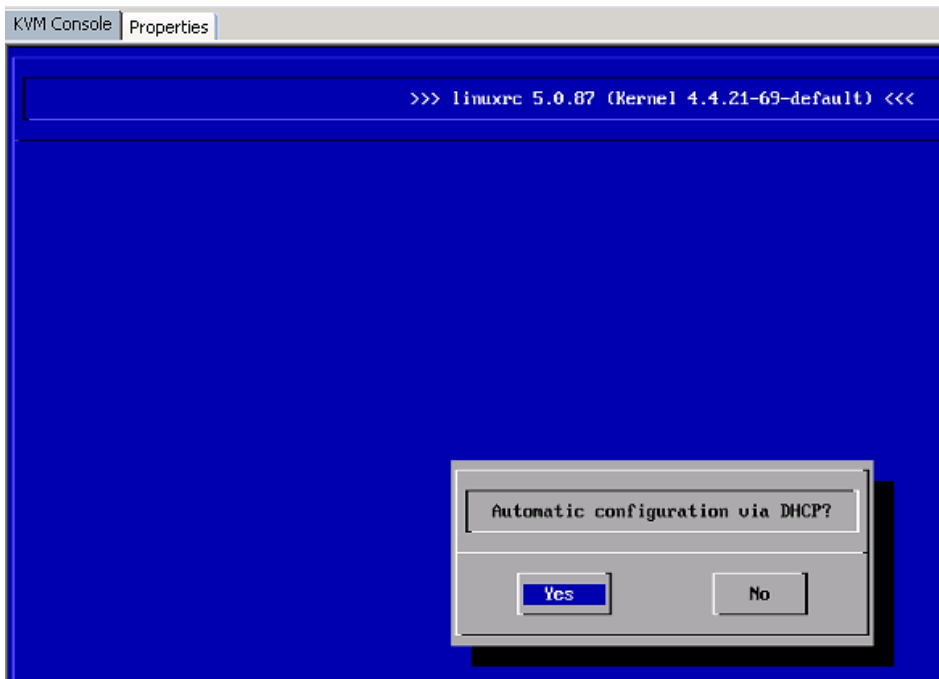 KVM Console Properties
>>> linuxrc 5.0.87 (Kernel 4.4.21-69-default) <<<
Automatic configuration via DHCP?
Yes No